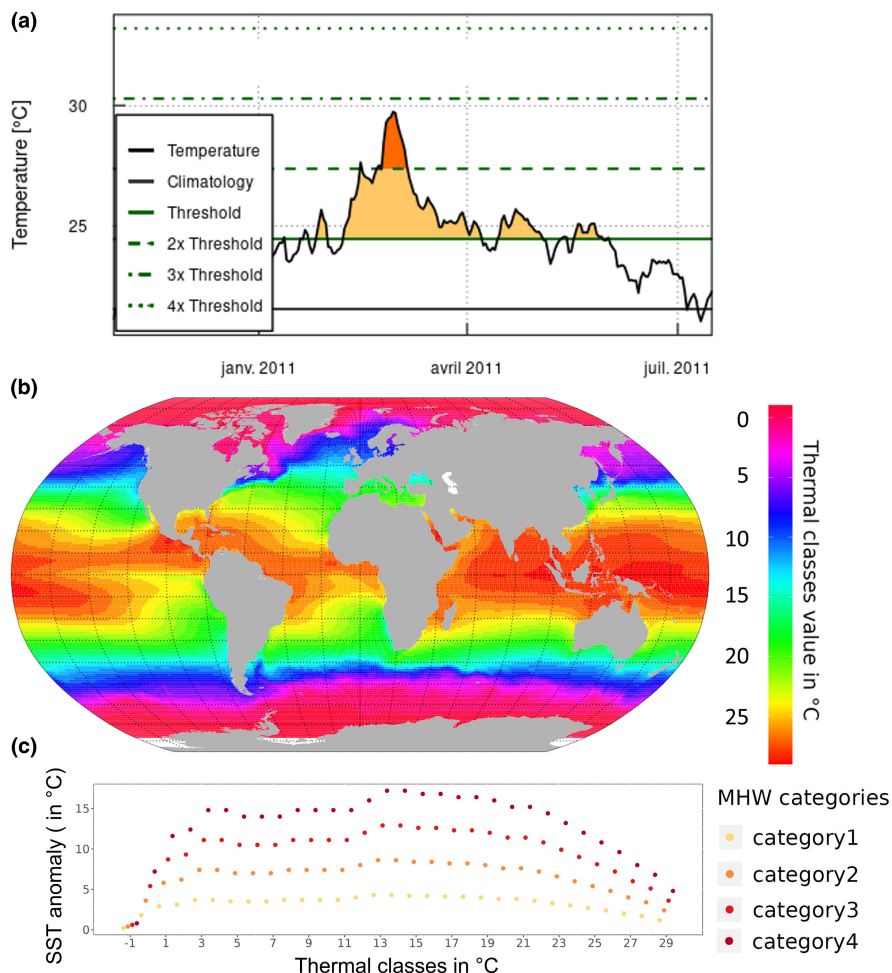 (a)
Temperature [°C]
30
25
Temperature
Climatology
Threshold
2x Threshold
3x Threshold
4x Threshold
janv. 2011
avril 2011
juil. 2011
(b)
0
5
10
15
20
25
Thermal classes value in °C
(c)
SST anomaly ( in °C)
15
10
5
0
-1
1
3
5
7
9
11
13
15
17
19
21
23
25
27
29
Thermal classes in °C
MHW categories
category1
category2
category3
category4